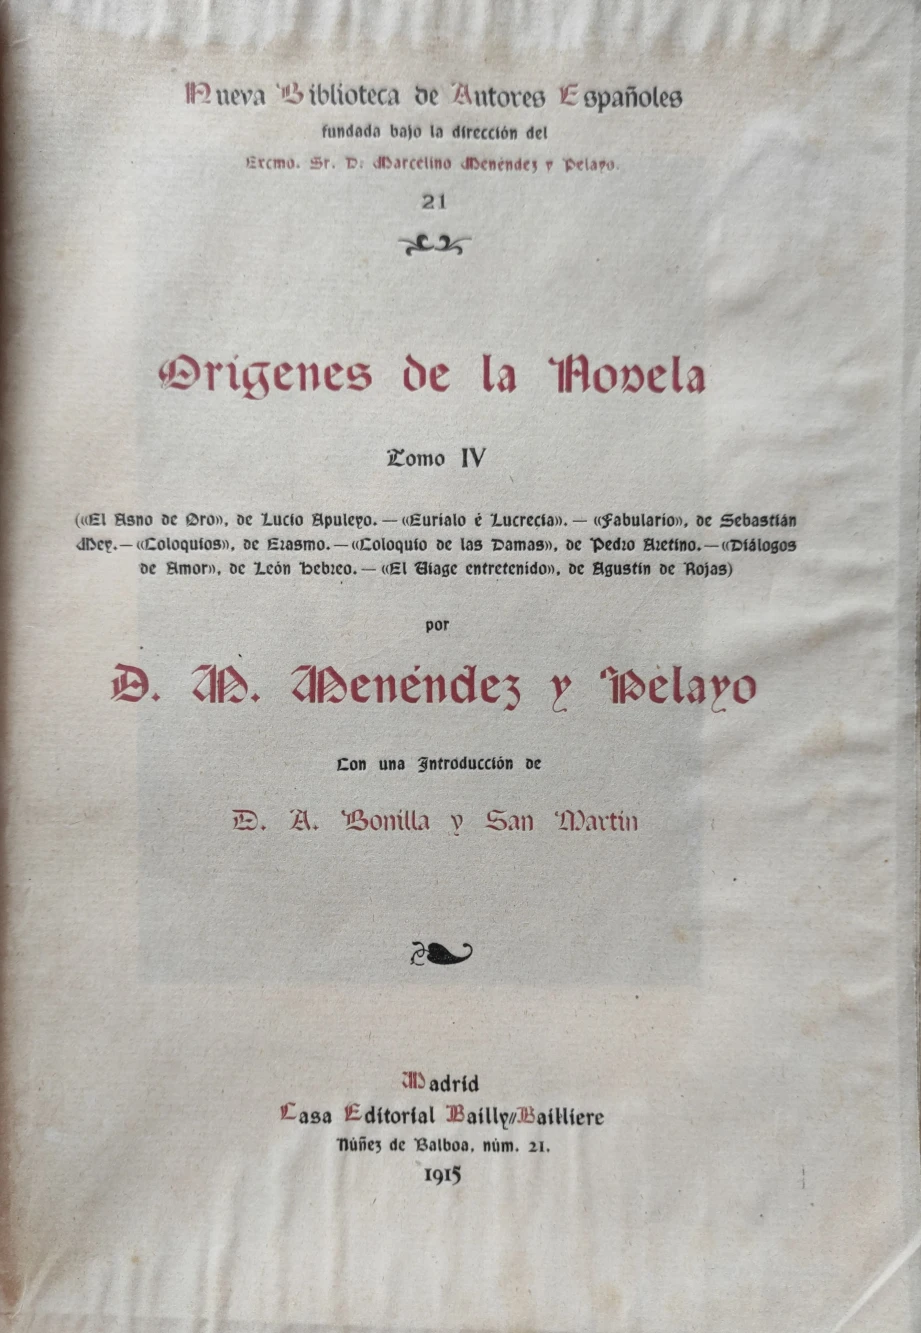 Nueva Biblioteca de Autores Españoles
fundada bajo la dirección del
Excmo. Sr. D. Marcelino Menéndez y Pelayo.
21
Orígenes de la Novela
Tomo IV
(«El Asno de Oro», de Lucio Apuleyo. — «Eurialo é Lucrecia». — «Fabulario», de Sebastián
Mey. — «Coloquios», de Erasmo. — «Coloquio de las Damas», de Pedro Aretino. — «Diálogos
de Amor», de León Hebreo. — «El Viage entretenido», de Agustín de Rojas)
por
D. M. Menéndez y Pelayo
Con una Introducción de
D. A. Bonilla y San Martin
Madrid
Casa Editorial Bailly//Bailliere
Núñez de Balboa, núm. 21.
1915